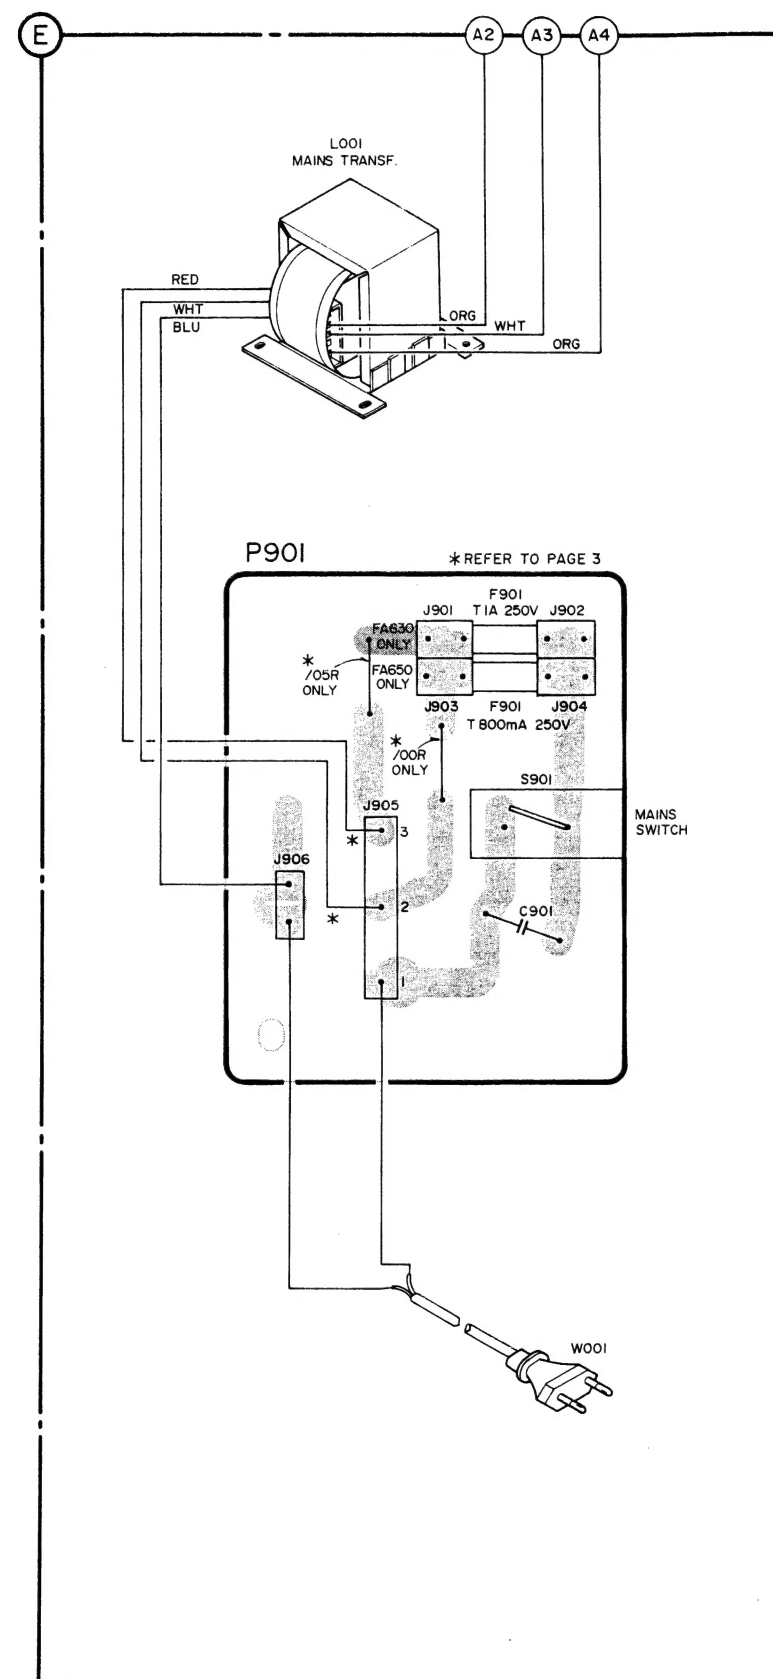 E
A2 A3 A4
L001
MAINS TRANSF.
RED
WHT
BLU
ORG
WHT
ORG
P901
*REFER TO PAGE 3
F901
J901 T1A 250V J902
FA630
ONLY
*
/05R
ONLY
FA650
ONLY
J903 F901 J904
T 800mA 250V
*
/00R
ONLY
S901
MAINS
SWITCH
J905
3
*
J906
2
*
C901
1
W001